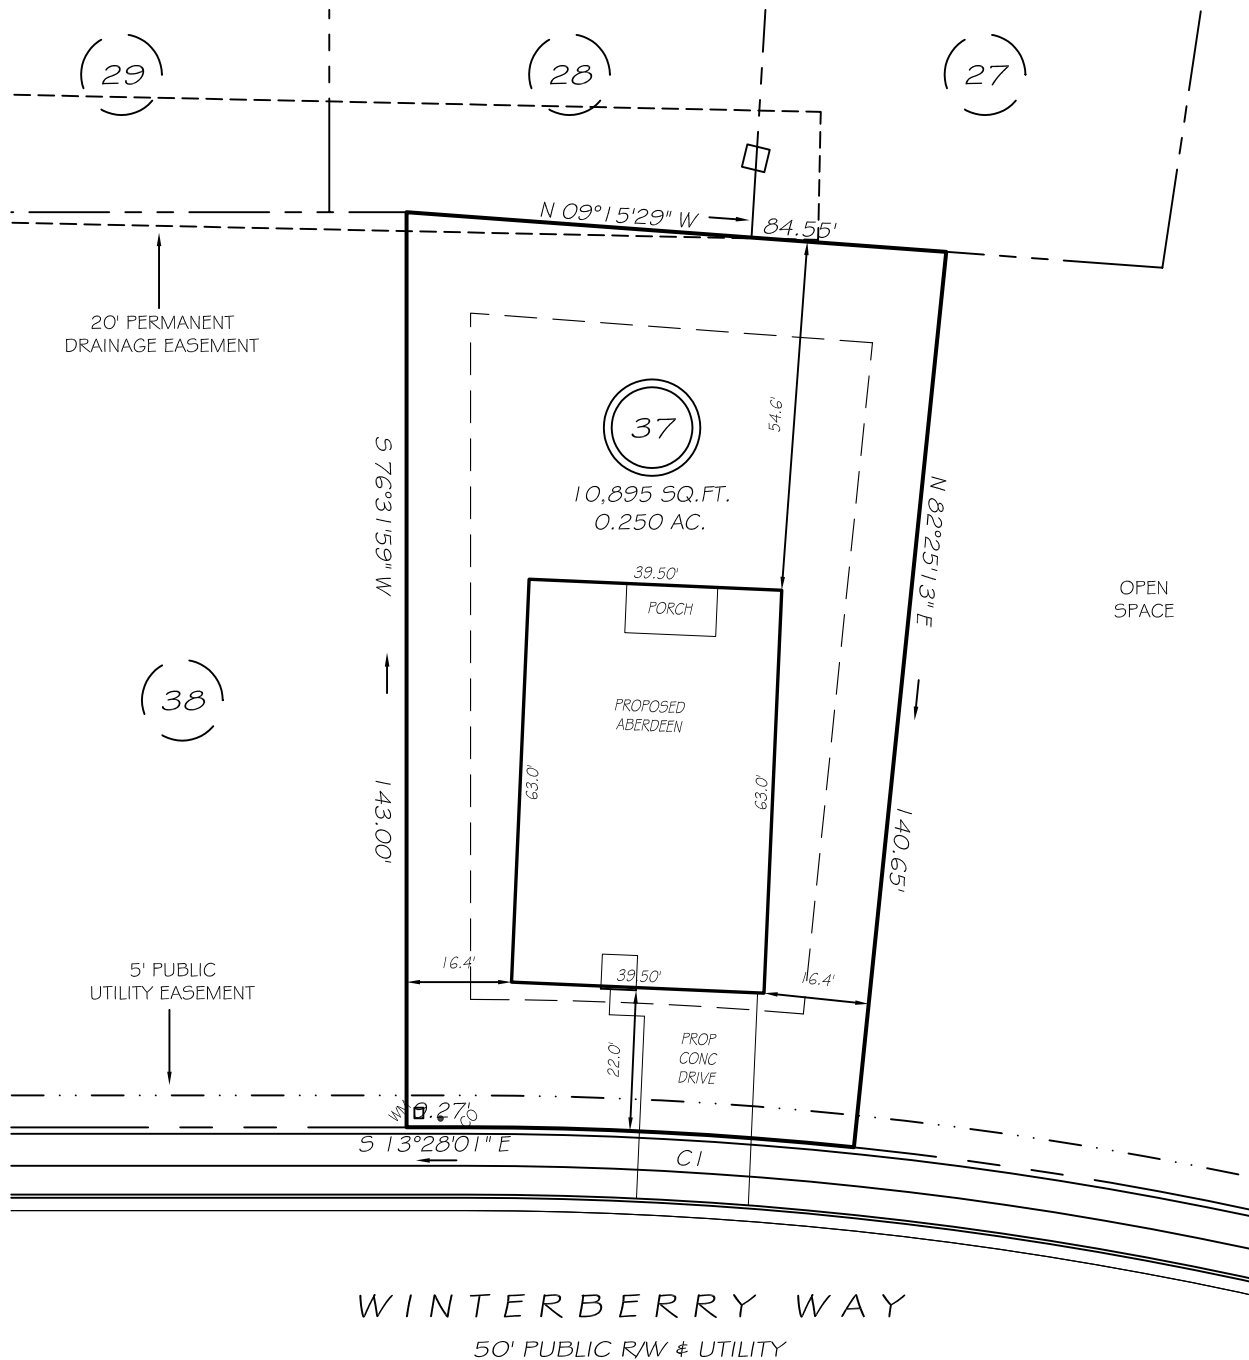 29
28
27
N 09°15'29" W
84.55'
20' PERMANENT
DRAINAGE EASEMENT
54.6'
37
10,895 SQ.FT.
0.250 AC.
S 76°31'59" W
N 82°25'13" E
39.50'
PORCH
OPEN
SPACE
38
PROPOSED
ABERDEEN
63.0'
63.0'
143.00'
140.65'
16.4'
39.50'
16.4'
5' PUBLIC
UTILITY EASEMENT
22.0'
PROP
CONC
DRIVE
WM
9.27'
CO
S 13°28'01" E
C1
WINTERBERRY WAY
50' PUBLIC R/W & UTILITY